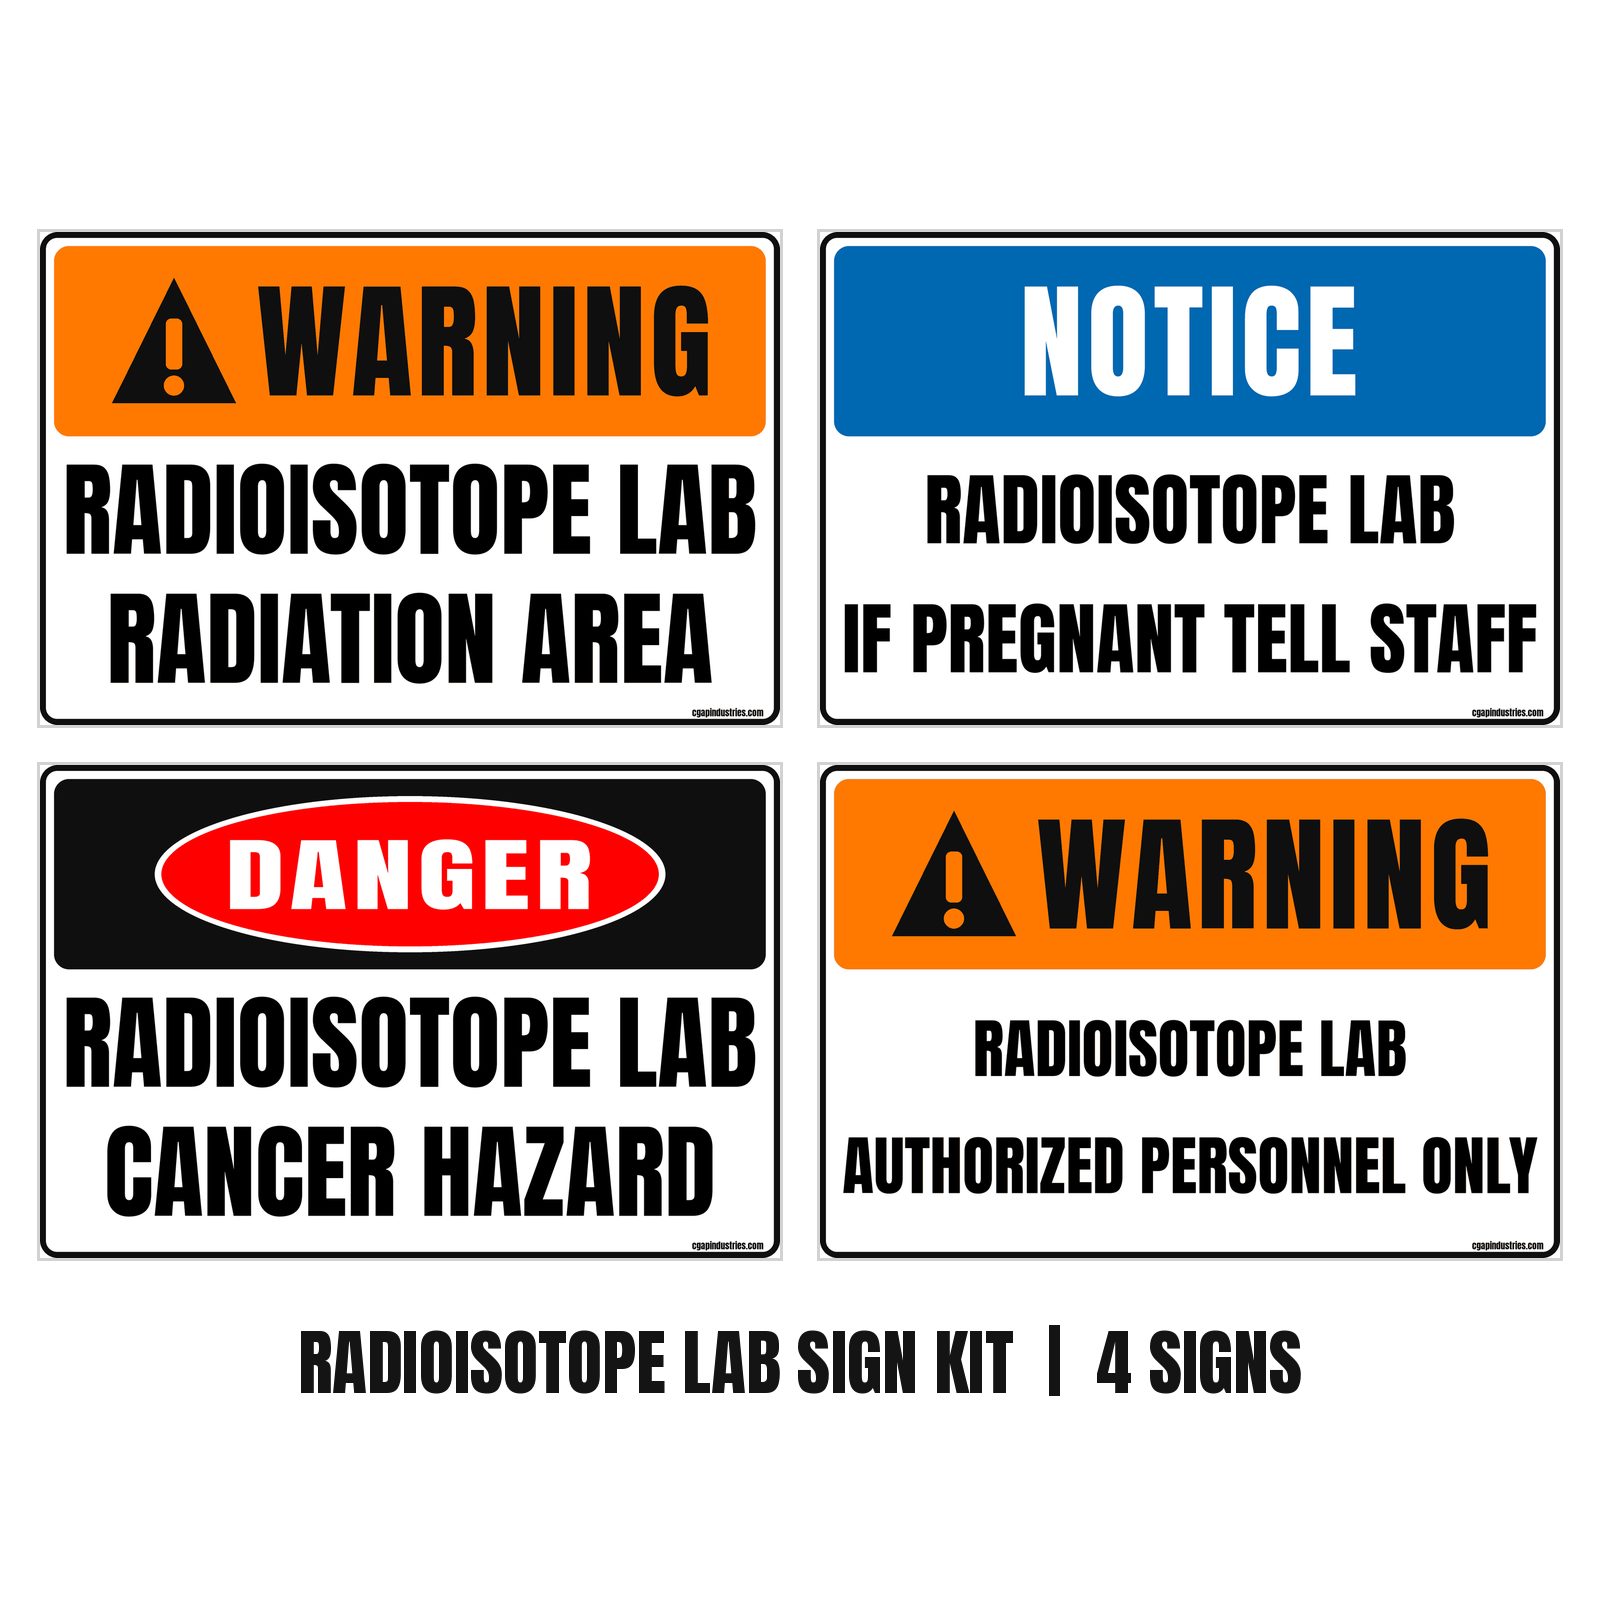 WARNING
RADIOISOTOPE LAB
RADIATION AREA
cgapindustries.com
NOTICE
RADIOISOTOPE LAB
IF PREGNANT TELL STAFF
cgapindustries.com
DANGER
RADIOISOTOPE LAB
CANCER HAZARD
cgapindustries.com
WARNING
RADIOISOTOPE LAB
AUTHORIZED PERSONNEL ONLY
cgapindustries.com
RADIOISOTOPE LAB SIGN KIT | 4 SIGNS